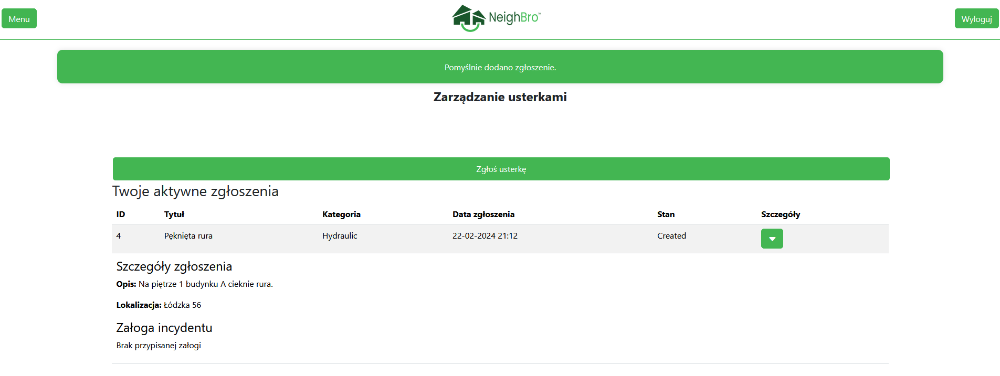 Menu
NeighBro™
Wyloguj
Pomyślnie dodano zgłoszenie.
Zarządzanie usterkami
Zgłoś usterkę
Twoje aktywne zgłoszenia
ID Tytuł Kategoria Data zgłoszenia Stan Szczegóły
4 Pęknięta rura Hydraulic 22-02-2024 21:12 Created
Szczegóły zgłoszenia
Opis: Na piętrze 1 budynku A cieknie rura.
Lokalizacja: Łódzka 56
Załoga incydentu
Brak przypisanej załogi